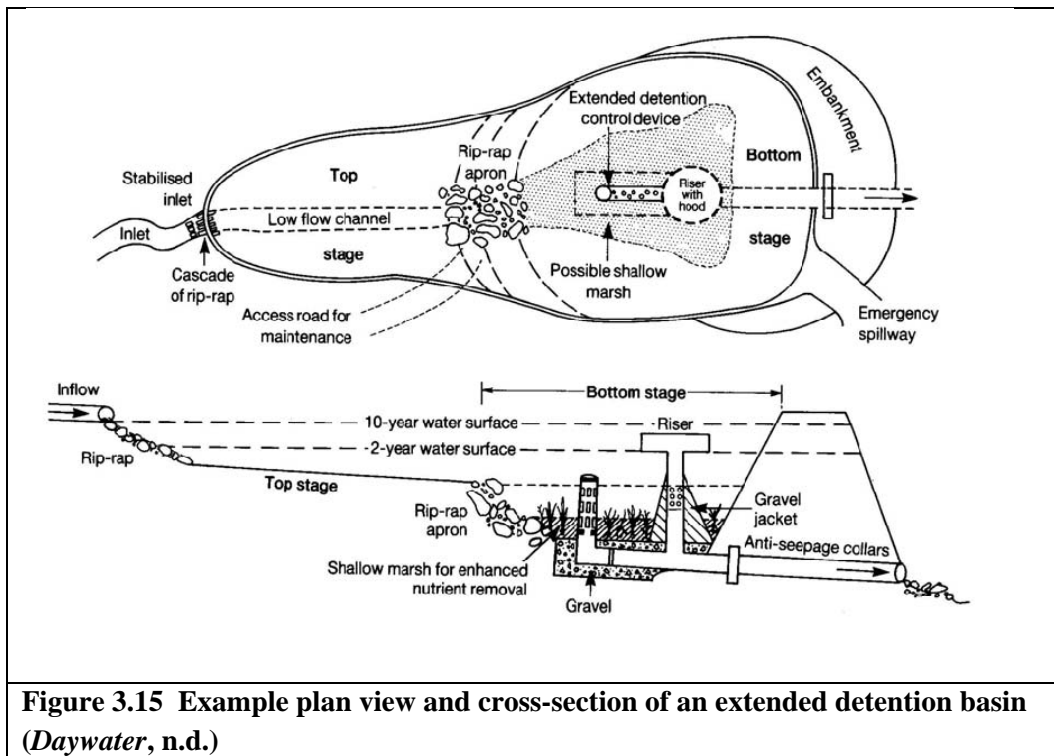 Extended detention
control device
Embankment
Rip-rap
apron
Top
Bottom
Stabilised
inlet
Riser
with
hood
Low flow channel
Inlet
stage
stage
Cascade
of rip-rap
Possible shallow
marsh
Access road for
maintenance
Emergency
spillway
Inflow
Bottom stage
10-year water surface
Riser
2-year water surface
Rip-rap
Top stage
Gravel
jacket
Rip-rap
apron
Anti-seepage collars
Shallow marsh for enhanced
nutrient removal
Gravel
Figure 3.15 Example plan view and cross-section of an extended detention basin
(Daywater, n.d.)